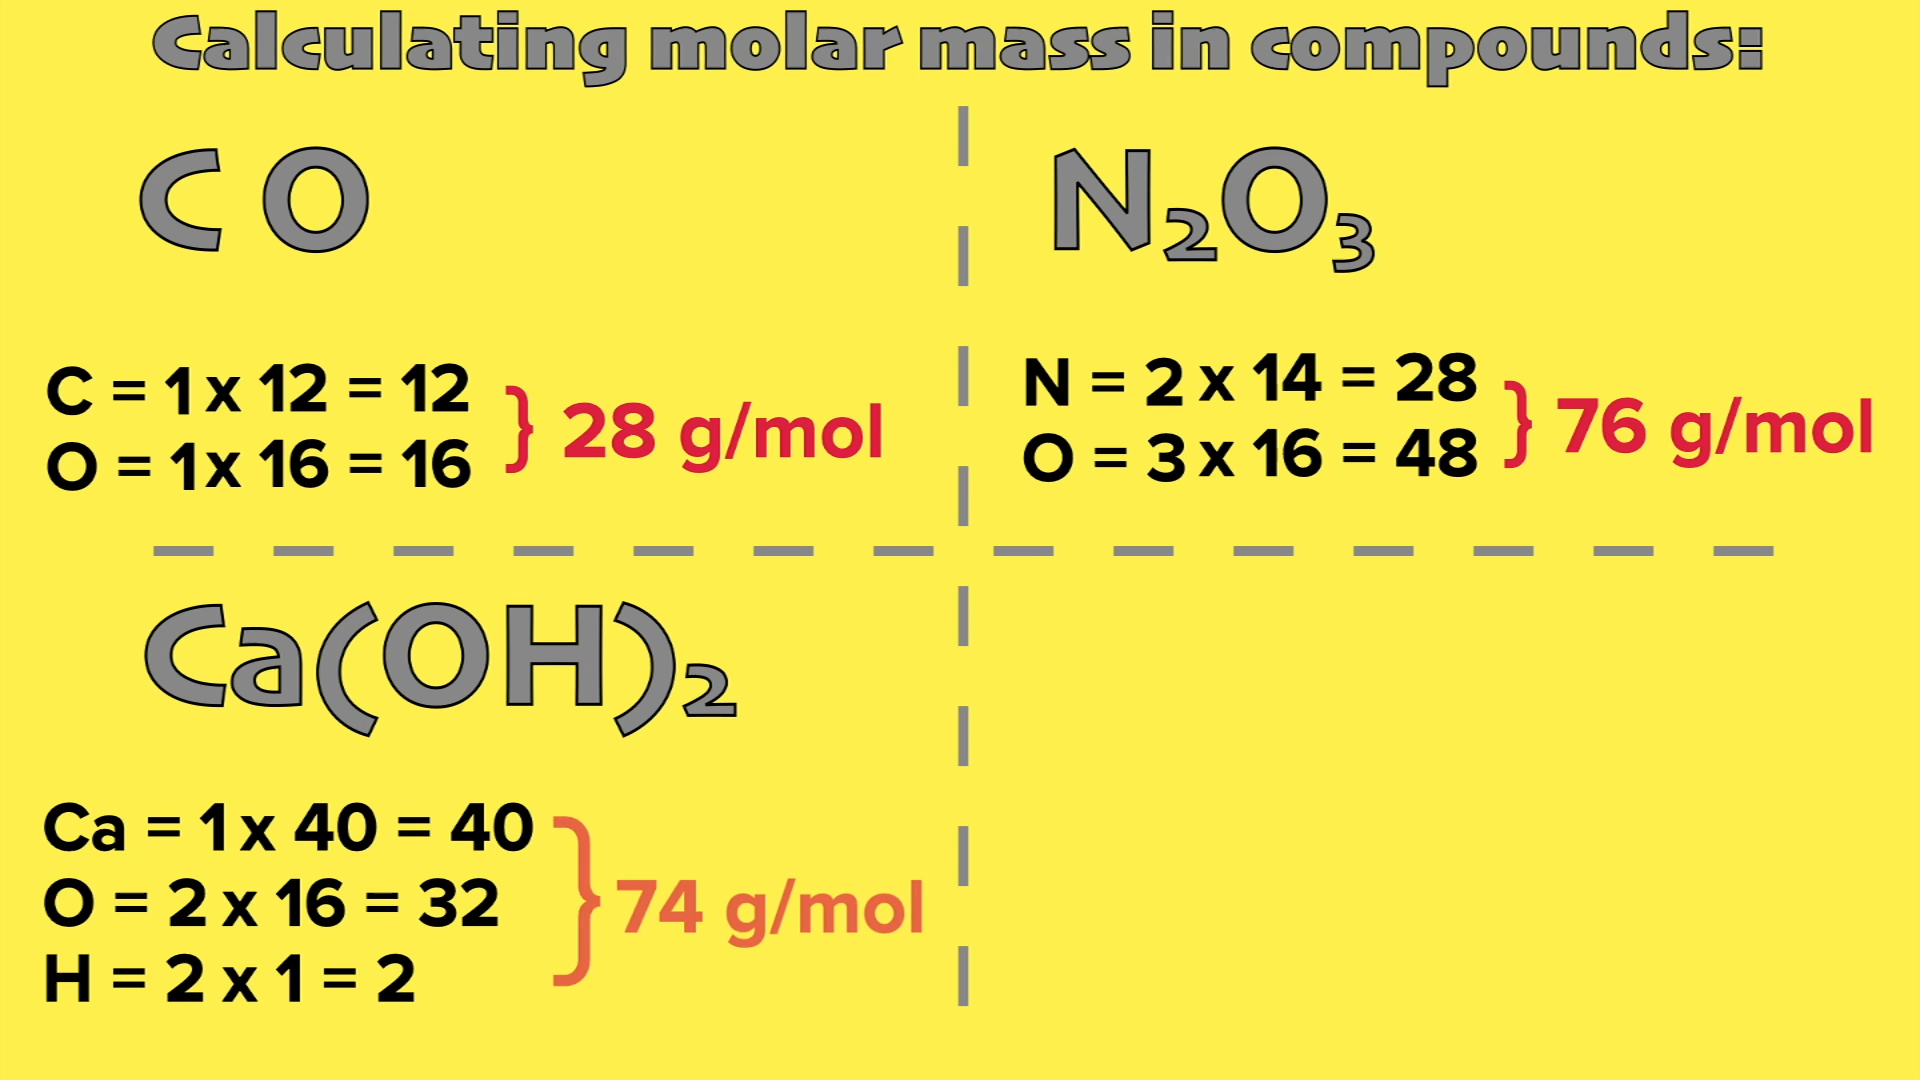 Calculating molar mass in compounds:
C O
C = 1 x 12 = 12
O = 1 x 16 = 16
} 28 g/mol
N₂O₃
N = 2 x 14 = 28
O = 3 x 16 = 48
} 76 g/mol
Ca(OH)₂
Ca = 1 x 40 = 40
O = 2 x 16 = 32
H = 2 x 1 = 2
} 74 g/mol